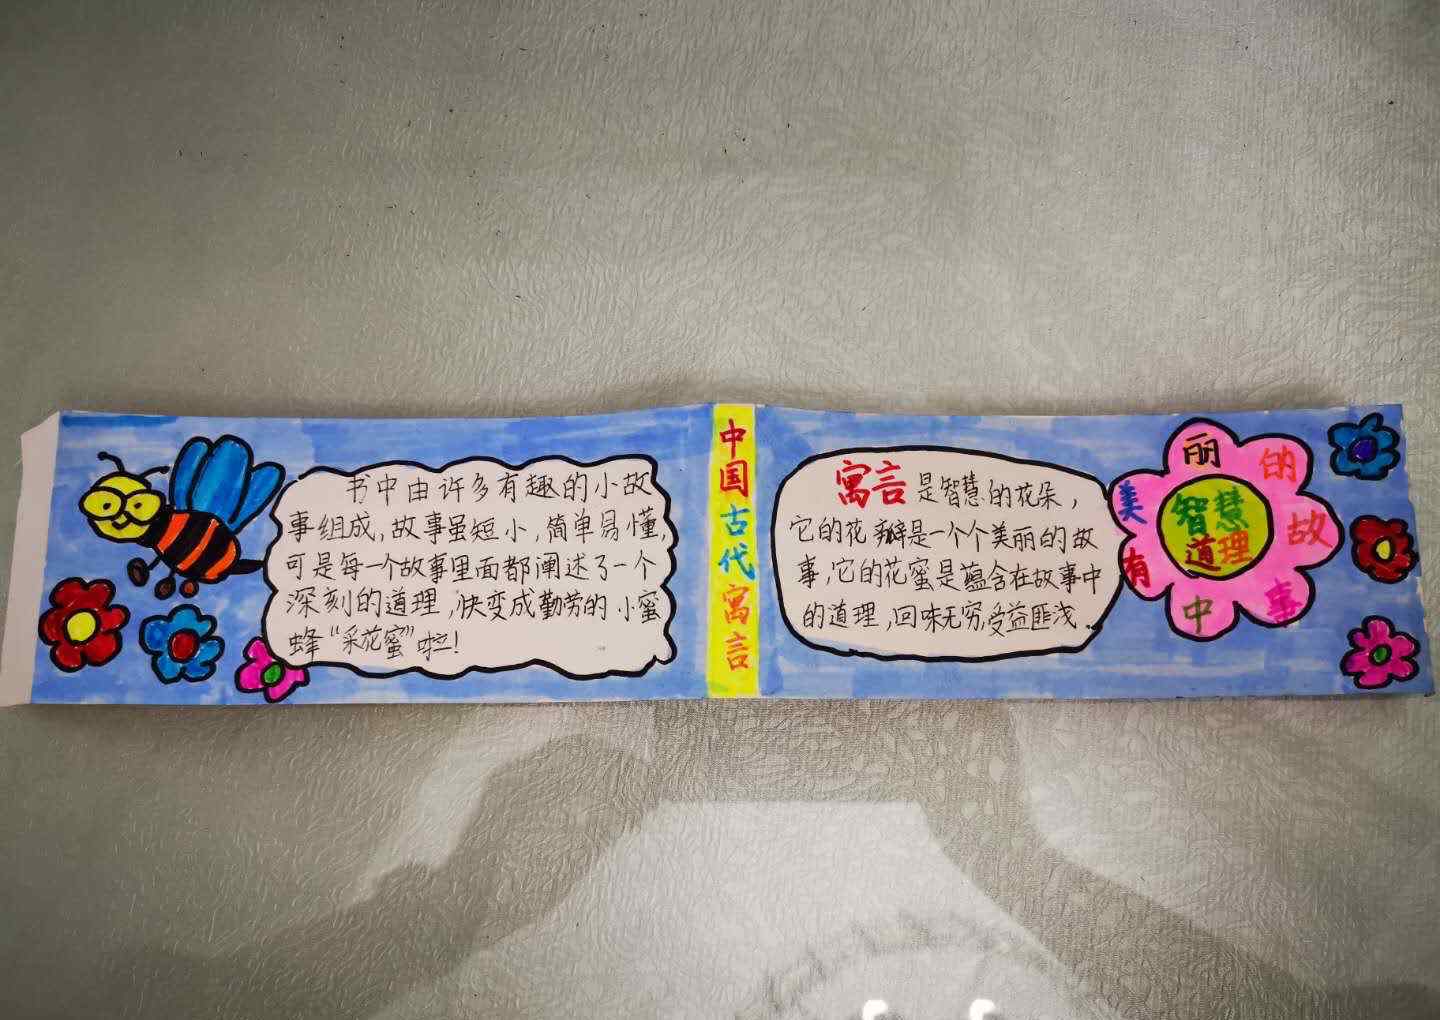 书中由许多有趣的小故
事组成,故事虽短小,简单易懂,
可是每一个故事里面都阐述了一个
深刻的道理,快变成勤劳的小蜜
蜂“采花蜜”啦!
中国古代寓言
寓言是智慧的花朵,
它的花瓣是一个个美丽的故
事,它的花蜜是蕴含在故事中
的道理,回味无穷,受益匪浅.
美丽的故事
中有
智慧
道理